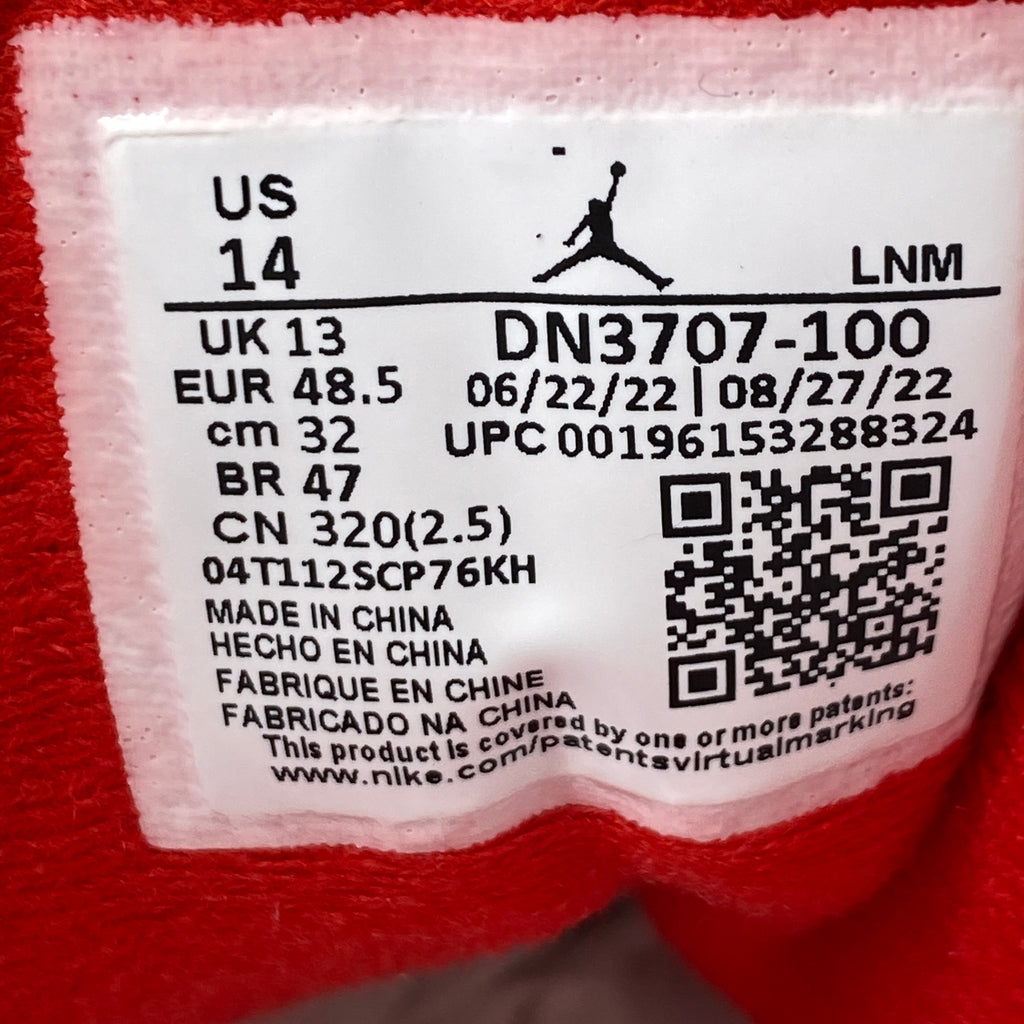 US
14
LNM
UK 13
DN3707-100
EUR 48.5
06/22/22 | 08/27/22
cm 32
UPC 00196153288324
BR 47
CN 320(2.5)
04T112SCP76KH
MADE IN CHINA
HECHO EN CHINA
FABRIQUE EN CHINE
FABRICADO NA CHINA
This product is covered by one or more patents:
www.nike.com/patentsvirtualmarking